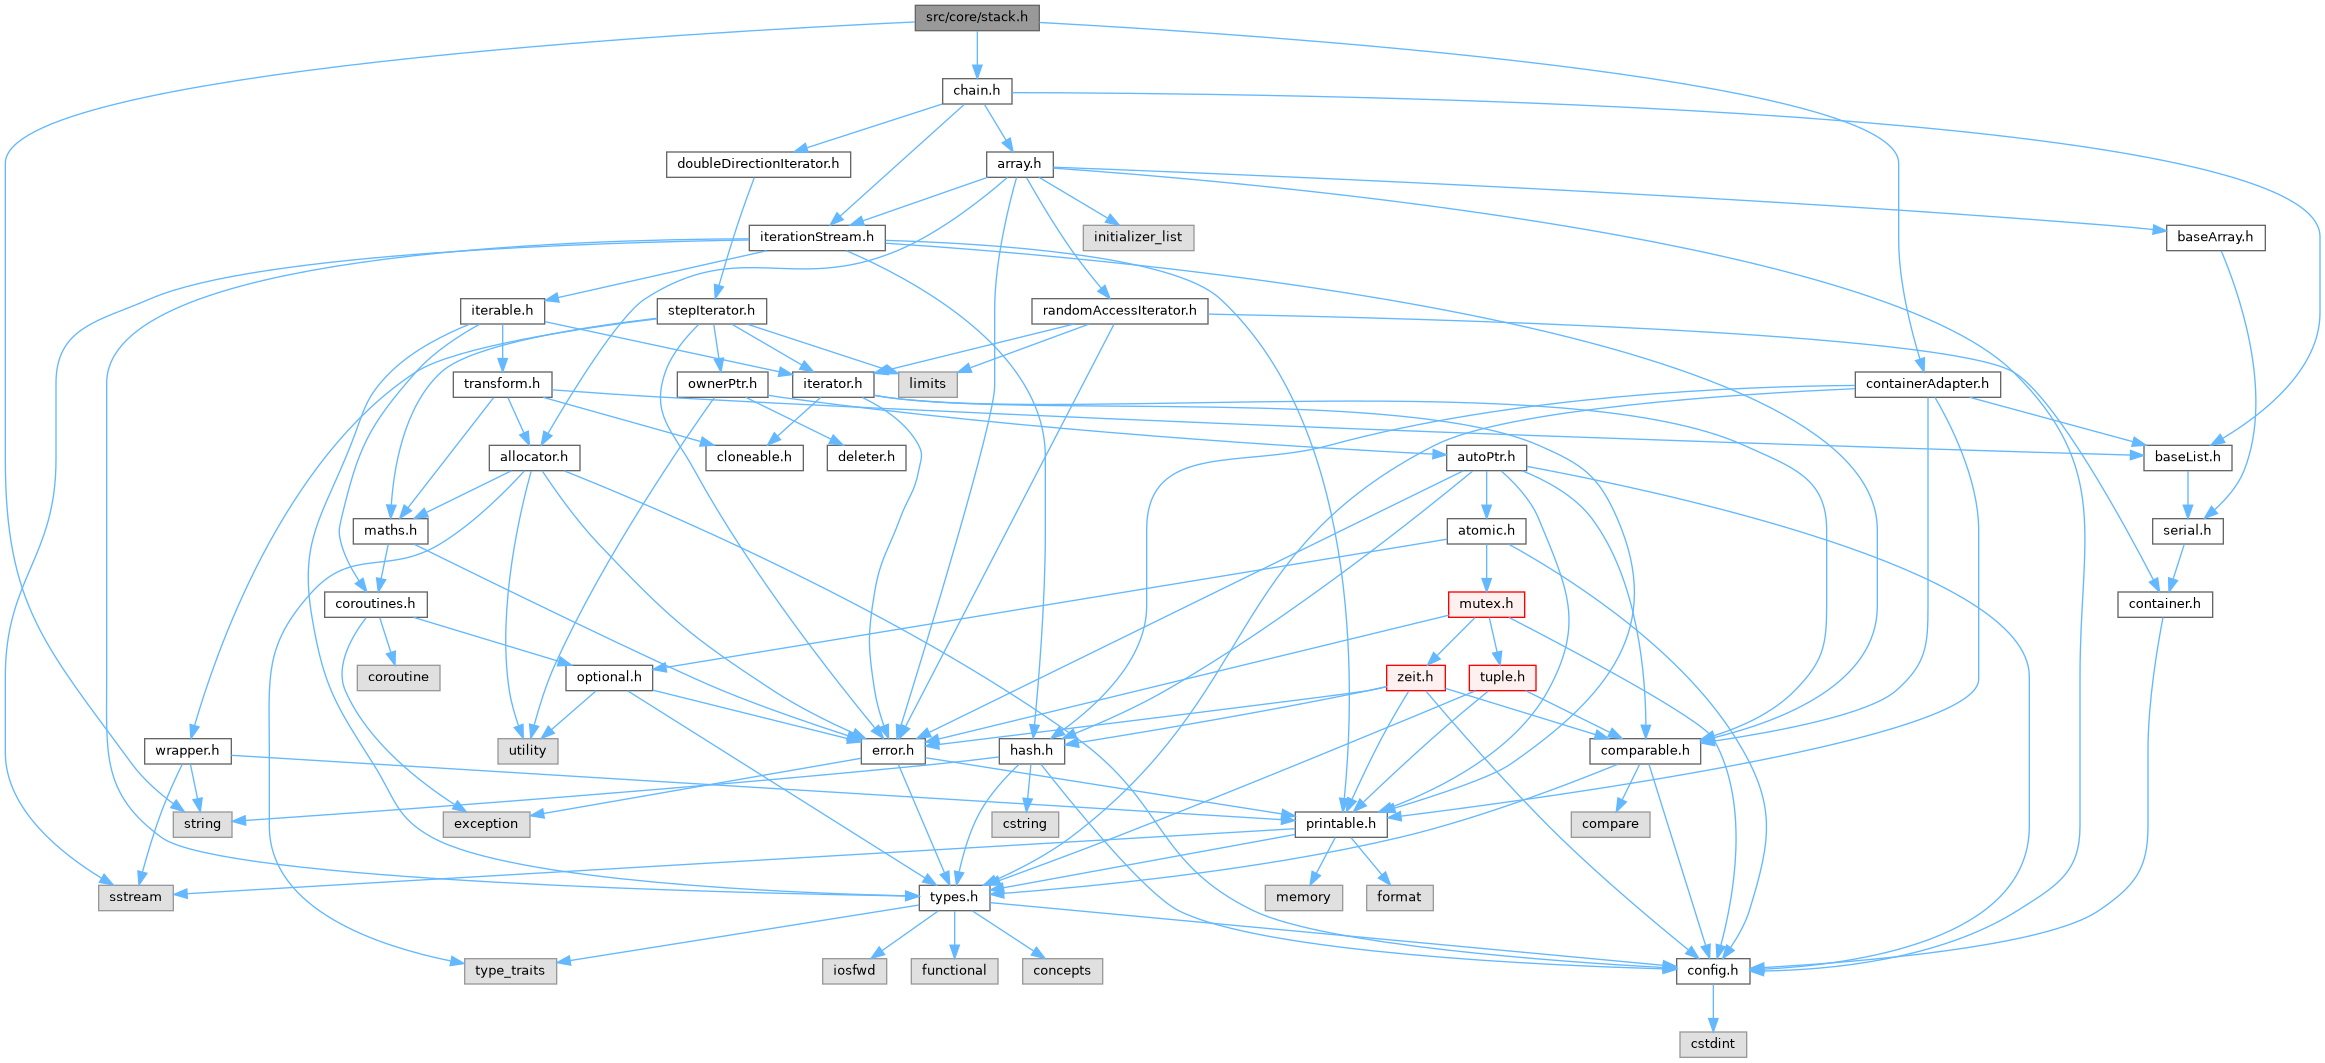 src/core/stack.h
chain.h
doubleDirectionIterator.h
array.h
iterationStream.h
initializer_list
baseArray.h
iterable.h
stepIterator.h
randomAccessIterator.h
transform.h
ownerPtr.h
iterator.h
limits
containerAdapter.h
allocator.h
cloneable.h
deleter.h
autoPtr.h
baseList.h
maths.h
atomic.h
serial.h
coroutines.h
mutex.h
container.h
coroutine
optional.h
zeit.h
tuple.h
wrapper.h
utility
error.h
hash.h
comparable.h
string
exception
cstring
printable.h
compare
sstream
types.h
memory
format
type_traits
iosfwd
functional
concepts
config.h
cstdint